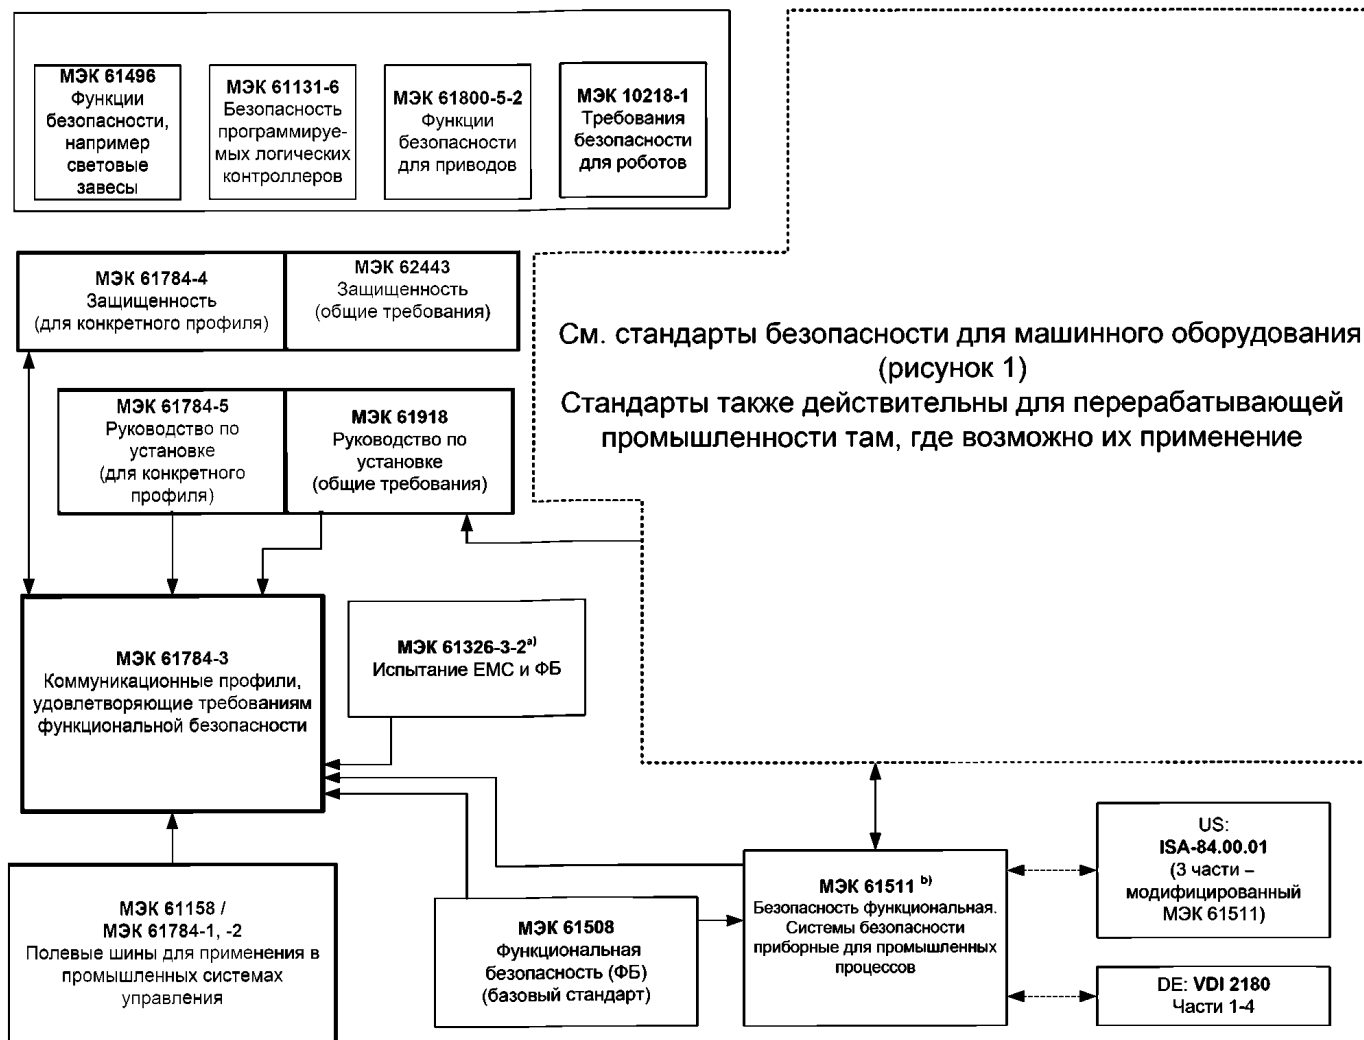 МЭК 61496
Функции
безопасности,
например
световые
завесы
МЭК 61131-6
Безопасность
программируе-
мых логических
контроллеров
МЭК 61800-5-2
Функции
безопасности
для приводов
МЭК 10218-1
Требования
безопасности
для роботов
МЭК 61784-4
Защищенность
(для конкретного профиля)
МЭК 62443
Защищенность
(общие требования)
См. стандарты безопасности для машинного оборудования
(рисунок 1)
Стандарты также действительны для перерабатывающей
промышленности там, где возможно их применение
МЭК 61784-5
Руководство по
установке
(для конкретного
профиля)
МЭК 61918
Руководство по
установке
(общие требования)
МЭК 61784-3
Коммуникационные профили,
удовлетворяющие требованиям
функциональной безопасности
МЭК 61326-3-2a)
Испытание ЕМС и ФБ
МЭК 61158 /
МЭК 61784-1, -2
Полевые шины для применения в
промышленных системах
управления
МЭК 61508
Функциональная
безопасность (ФБ)
(базовый стандарт)
МЭК 61511 b)
Безопасность функциональная.
Системы безопасности
приборные для промышленных
процессов
US:
ISA-84.00.01
(3 части –
модифицированный
МЭК 61511)
DE: VDI 2180
Части 1-4